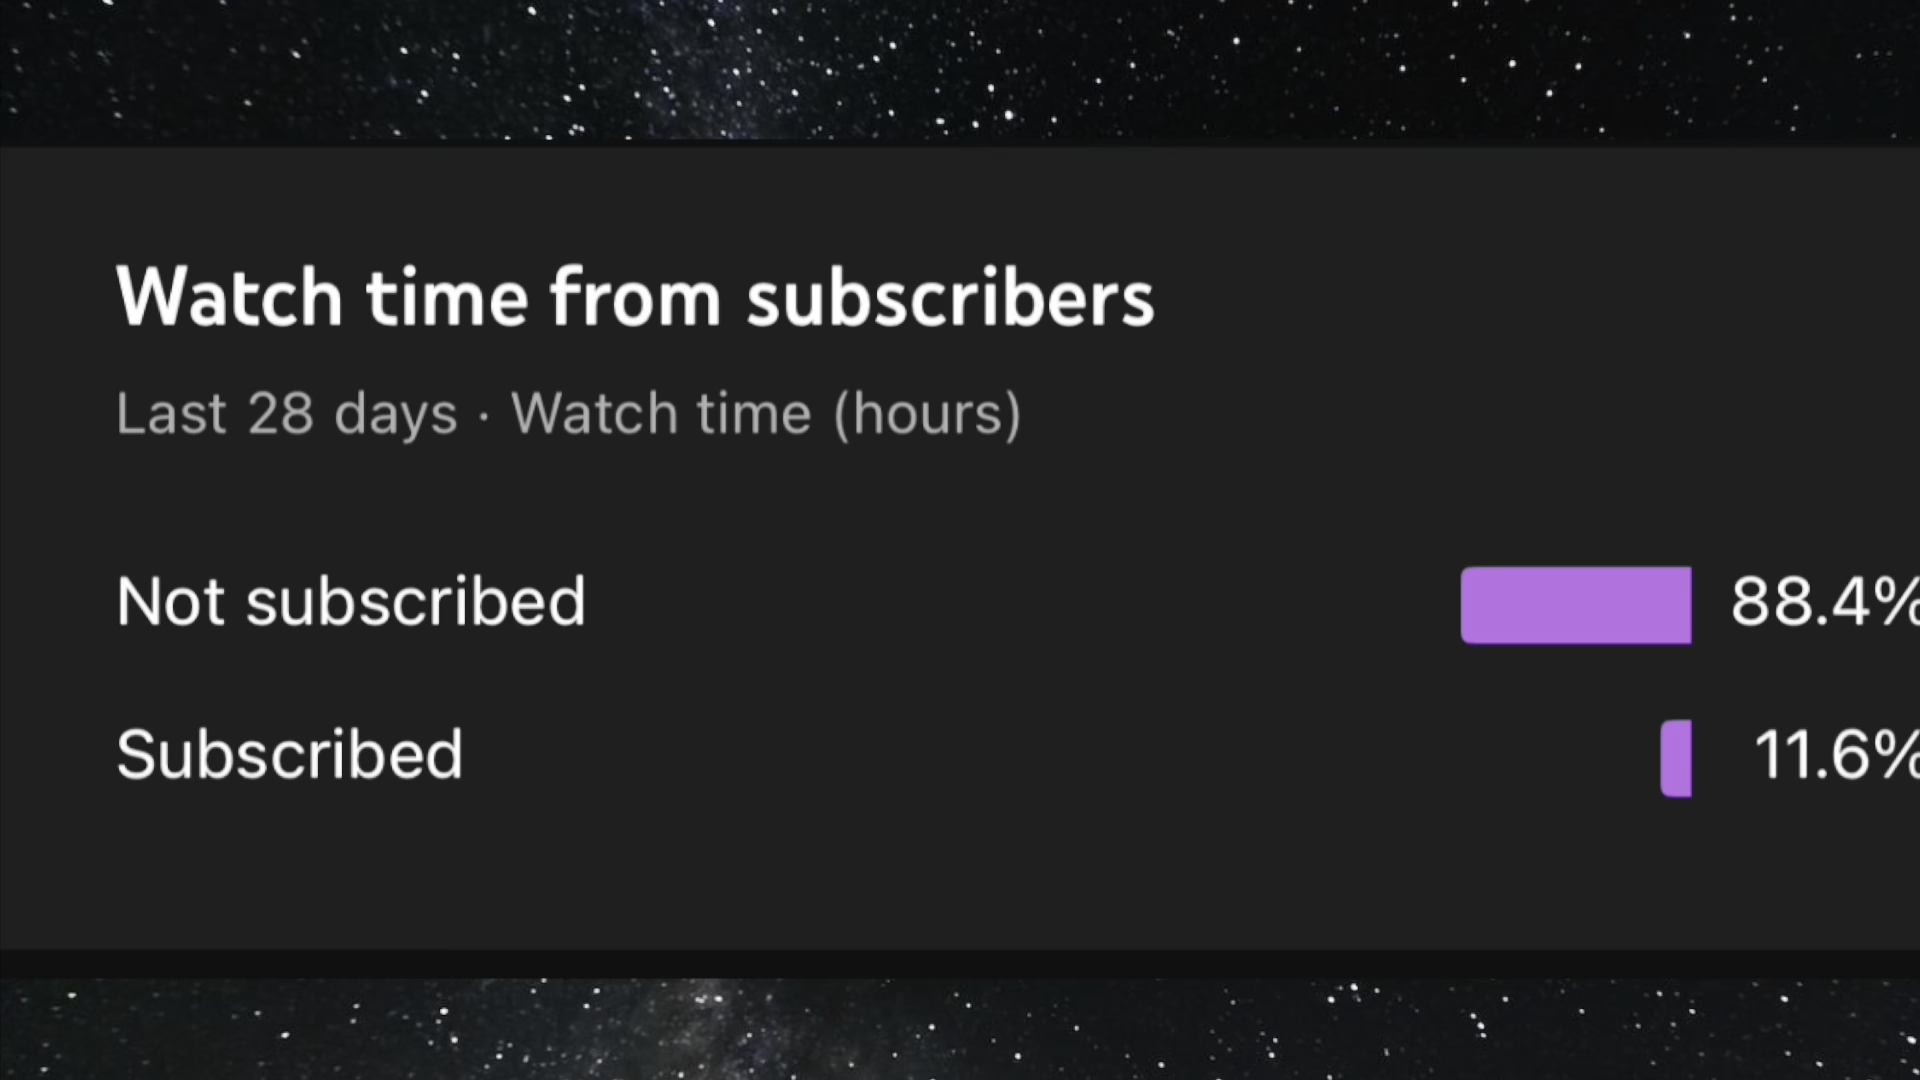 Watch time from subscribers
Last 28 days · Watch time (hours)
Not subscribed 88.4%
Subscribed 11.6%